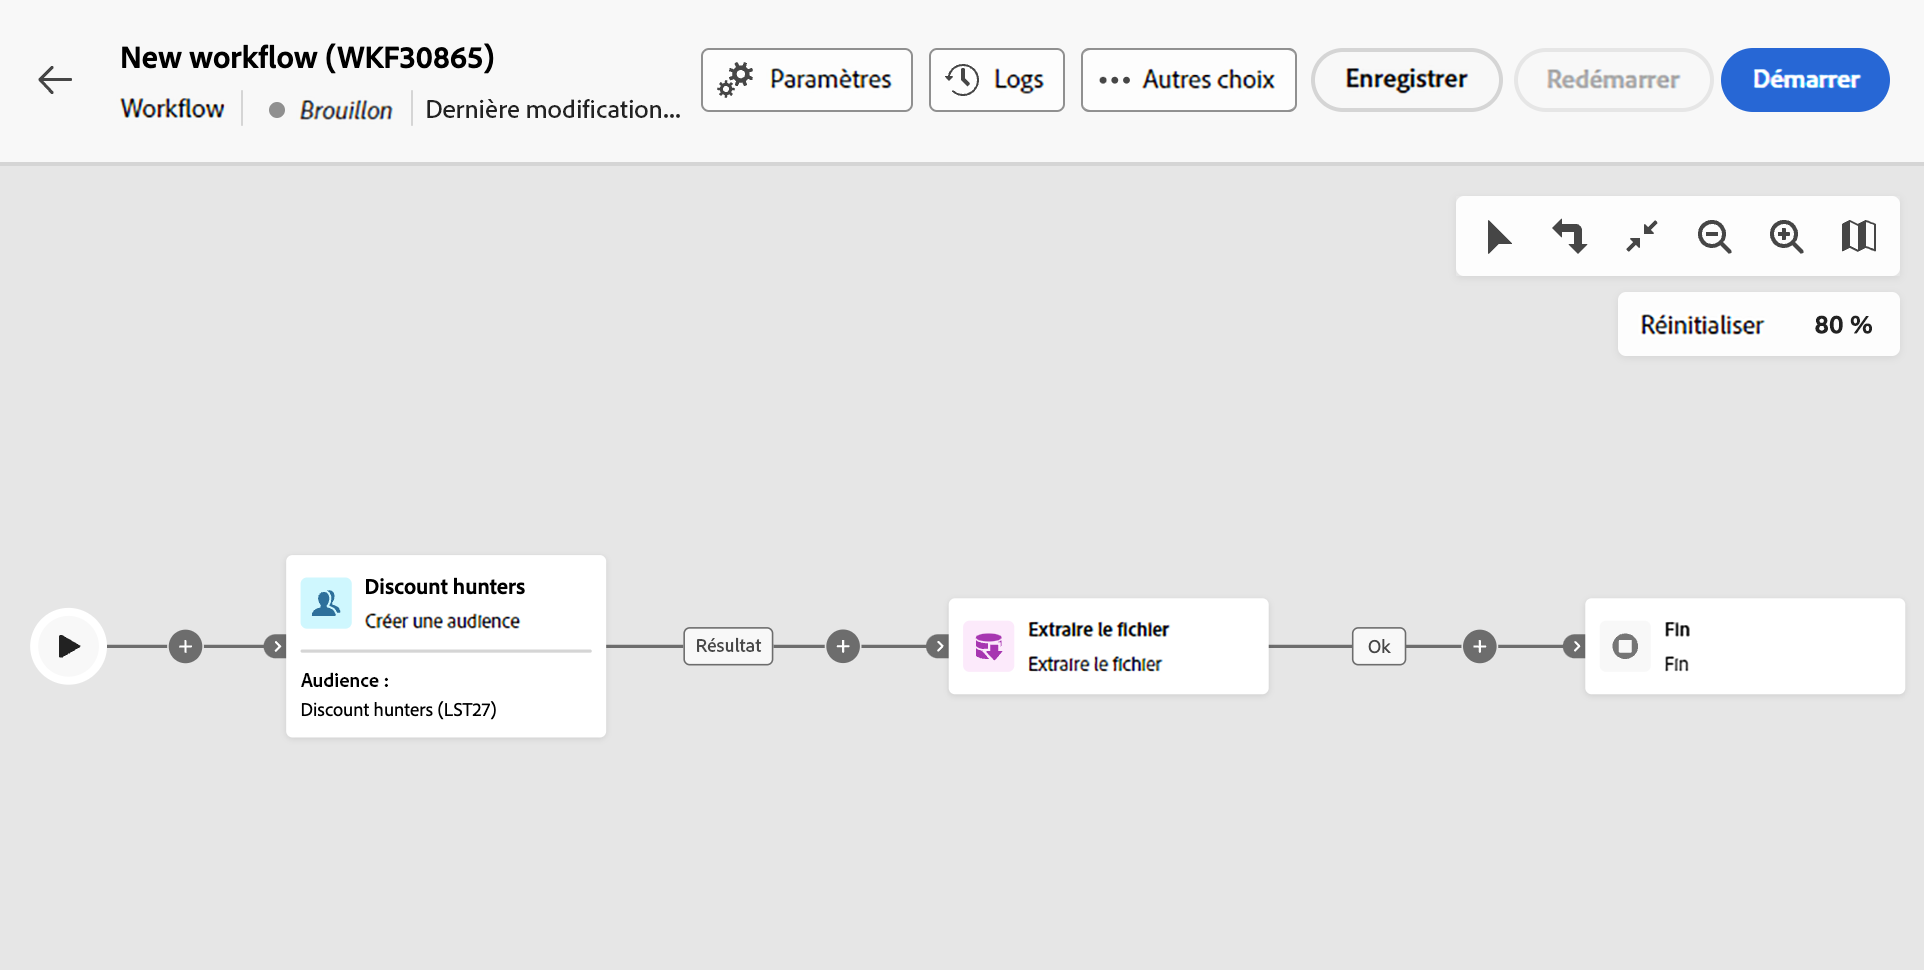 New workflow (WKF30865)
Workflow
Brouillon
Dernière modification...
Paramètres
Logs
Autres choix
Enregistrer
Redémarrer
Démarrer
Réinitialiser
80 %
Discount hunters
Créer une audience
Audience :
Discount hunters (LST27)
Résultat
Extraire le fichier
Extraire le fichier
Ok
Fin
Fin